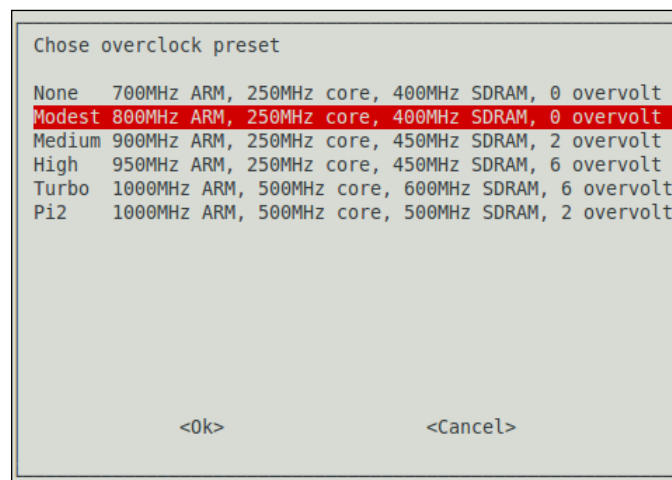 Chose overclock preset
None 700MHz ARM, 250MHz core, 400MHz SDRAM, 0 overvolt
Modest 800MHz ARM, 250MHz core, 400MHz SDRAM, 0 overvolt
Medium 900MHz ARM, 250MHz core, 450MHz SDRAM, 2 overvolt
High 950MHz ARM, 250MHz core, 450MHz SDRAM, 6 overvolt
Turbo 1000MHz ARM, 500MHz core, 600MHz SDRAM, 6 overvolt
Pi2 1000MHz ARM, 500MHz core, 500MHz SDRAM, 2 overvolt
<Ok> <Cancel>